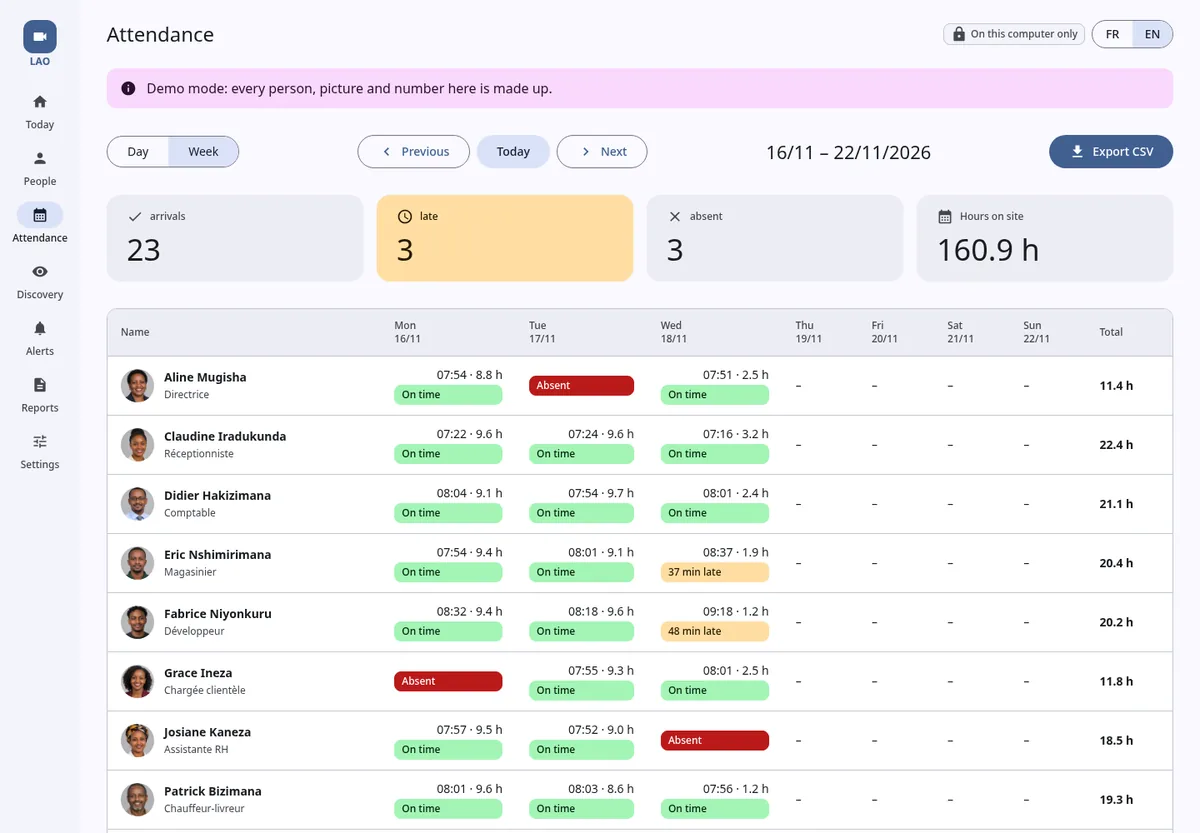 LAO
Today
People
Attendance
Discovery
Alerts
Reports
Settings
Attendance
On this computer only
FR EN
Demo mode: every person, picture and number here is made up.
Day Week
Previous Today Next
16/11 – 22/11/2026
Export CSV
arrivals
23
late
3
absent
3
Hours on site
160.9 h
Name Mon 16/11 Tue 17/11 Wed 18/11 Thu 19/11 Fri 20/11 Sat 21/11 Sun 22/11 Total
Aline Mugisha
Directrice
07:54 · 8.8 h
On time
Absent
07:51 · 2.5 h
On time
– – – –
11.4 h
Claudine Iradukunda
Réceptionniste
07:22 · 9.6 h
On time
07:24 · 9.6 h
On time
07:16 · 3.2 h
On time
– – – –
22.4 h
Didier Hakizimana
Comptable
08:04 · 9.1 h
On time
07:54 · 9.7 h
On time
08:01 · 2.4 h
On time
– – – –
21.1 h
Eric Nshimirimana
Magasinier
07:54 · 9.4 h
On time
08:01 · 9.1 h
On time
08:37 · 1.9 h
37 min late
– – – –
20.4 h
Fabrice Niyonkuru
Développeur
08:32 · 9.4 h
On time
08:18 · 9.6 h
On time
09:18 · 1.2 h
48 min late
– – – –
20.2 h
Grace Ineza
Chargée clientèle
Absent
07:55 · 9.3 h
On time
08:01 · 2.5 h
On time
– – – –
11.8 h
Josiane Kaneza
Assistante RH
07:57 · 9.5 h
On time
07:52 · 9.0 h
On time
Absent
– – – –
18.5 h
Patrick Bizimana
Chauffeur-livreur
08:01 · 9.6 h
On time
08:03 · 8.6 h
On time
07:56 · 1.2 h
On time
– – – –
19.3 h